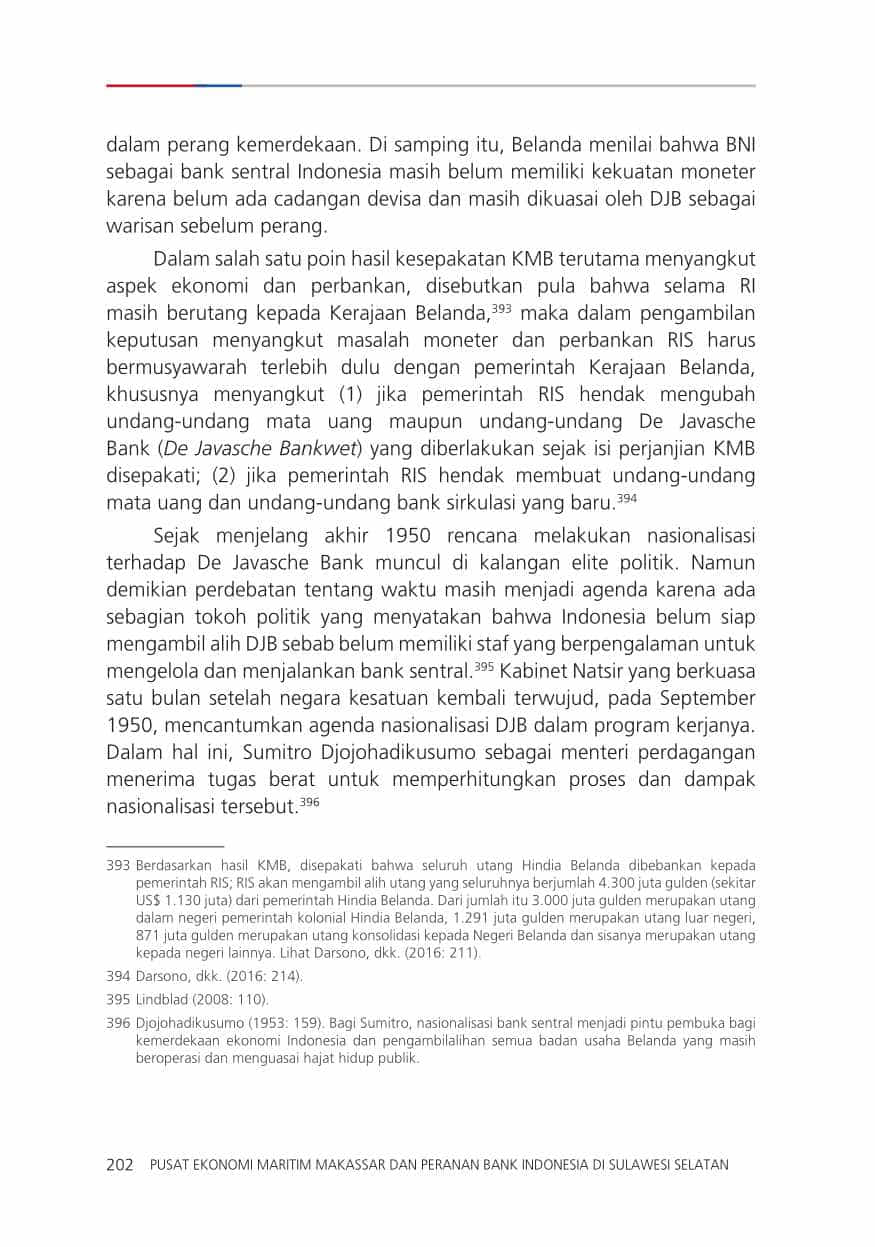 dalam perang kemerdekaan. Di samping itu, Belanda menilai bahwa BNI
sebagai bank sentral Indonesia masih belum memiliki kekuatan moneter
karena belum ada cadangan devisa dan masih dikuasai oleh DJB sebagai
warisan sebelum perang.
Dalam salah satu poin hasil kesepakatan KMB terutama menyangkut
aspek ekonomi dan perbankan, disebutkan pula bahwa selama RI
masih berutang kepada Kerajaan Belanda,393 maka dalam pengambilan
keputusan menyangkut masalah moneter dan perbankan RIS harus
bermusyawarah terlebih dulu dengan pemerintah Kerajaan Belanda,
khususnya menyangkut (1) jika pemerintah RIS hendak mengubah
undang-undang mata uang maupun undang-undang De Javasche
Bank (De Javasche Bankwet) yang diberlakukan sejak isi perjanjian KMB
disepakati; (2) jika pemerintah RIS hendak membuat undang-undang
mata uang dan undang-undang bank sirkulasi yang baru.394
Sejak menjelang akhir 1950 rencana melakukan nasionalisasi
terhadap De Javasche Bank muncul di kalangan elite politik. Namun
demikian perdebatan tentang waktu masih menjadi agenda karena ada
sebagian tokoh politik yang menyatakan bahwa Indonesia belum siap
mengambil alih DJB sebab belum memiliki staf yang berpengalaman untuk
mengelola dan menjalankan bank sentral.395 Kabinet Natsir yang berkuasa
satu bulan setelah negara kesatuan kembali terwujud, pada September
1950, mencantumkan agenda nasionalisasi DJB dalam program kerjanya.
Dalam hal ini, Sumitro Djojohadikusumo sebagai menteri perdagangan
menerima tugas berat untuk memperhitungkan proses dan dampak
nasionalisasi tersebut.396
393 Berdasarkan hasil KMB, disepakati bahwa seluruh utang Hindia Belanda dibebankan kepada
pemerintah RIS; RIS akan mengambil alih utang yang seluruhnya berjumlah 4.300 juta gulden (sekitar
US$ 1.130 juta) dari pemerintah Hindia Belanda. Dari jumlah itu 3.000 juta gulden merupakan utang
dalam negeri pemerintah kolonial Hindia Belanda, 1.291 juta gulden merupakan utang luar negeri,
871 juta gulden merupakan utang konsolidasi kepada Negeri Belanda dan sisanya merupakan utang
kepada negeri lainnya. Lihat Darsono, dkk. (2016: 211).
394 Darsono, dkk. (2016: 214).
395 Lindblad (2008: 110).
396 Djojohadikusumo (1953: 159). Bagi Sumitro, nasionalisasi bank sentral menjadi pintu pembuka bagi
kemerdekaan ekonomi Indonesia dan pengambilalihan semua badan usaha Belanda yang masih
beroperasi dan menguasai hajat hidup publik.
202 PUSAT EKONOMI MARITIM MAKASSAR DAN PERANAN BANK INDONESIA DI SULAWESI SELATAN